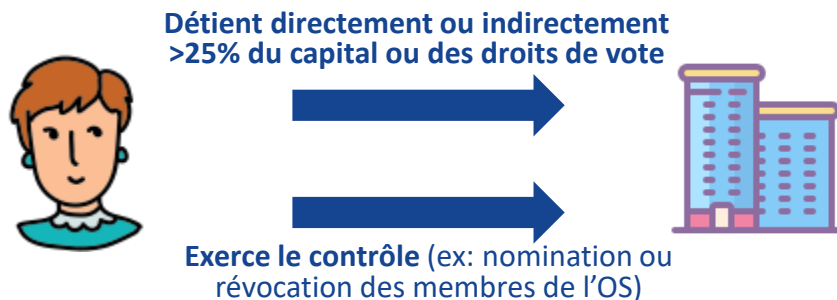 Détient directement ou indirectement
>25% du capital ou des droits de vote
Exerce le contrôle (ex: nomination ou
révocation des membres de l'OS)